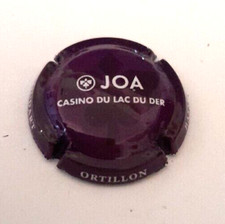 JOA
CASINO DU LAC DU DER
ORTILLON